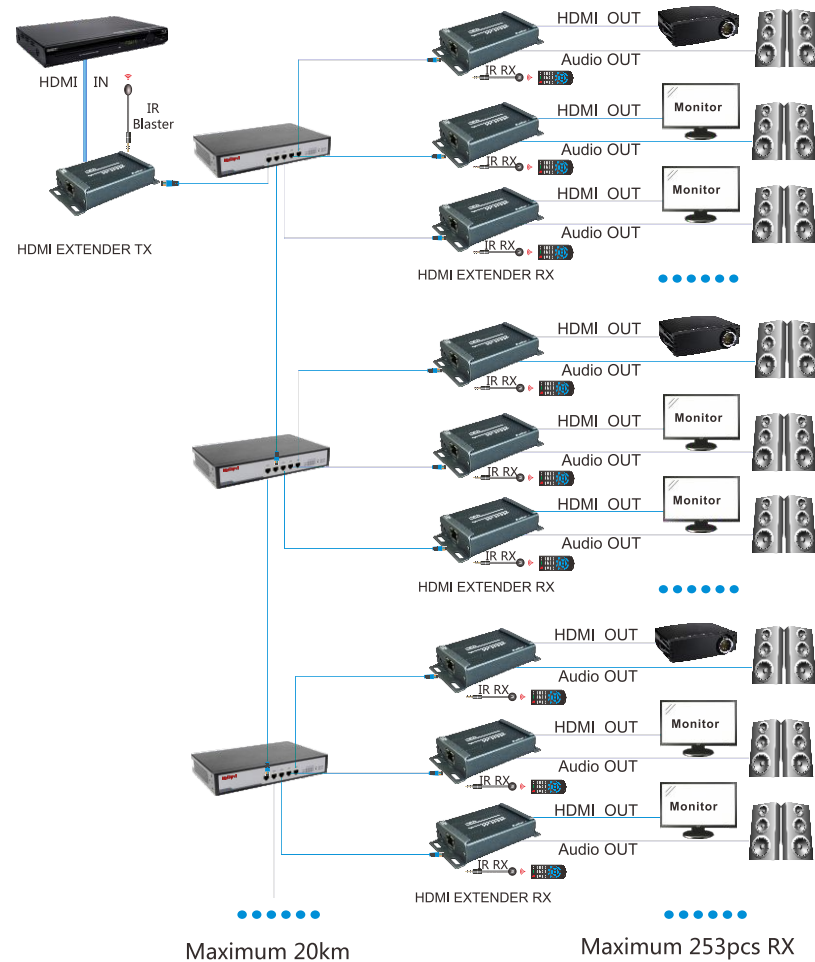 HDMI IN
IR
Blaster
HDMI EXTENDER TX
HDMI OUT
Audio OUT
IR RX
HDMI OUT
Monitor
Audio OUT
IR RX
HDMI OUT
Monitor
Audio OUT
IR RX
HDMI EXTENDER RX
HDMI OUT
Audio OUT
IR RX
HDMI OUT
Monitor
Audio OUT
IR RX
HDMI OUT
Monitor
Audio OUT
IR RX
HDMI EXTENDER RX
HDMI OUT
Audio OUT
IR RX
HDMI OUT
Monitor
Audio OUT
IR RX
HDMI OUT
Monitor
Audio OUT
IR RX
HDMI EXTENDER RX
Maximum 20km
Maximum 253pcs RX